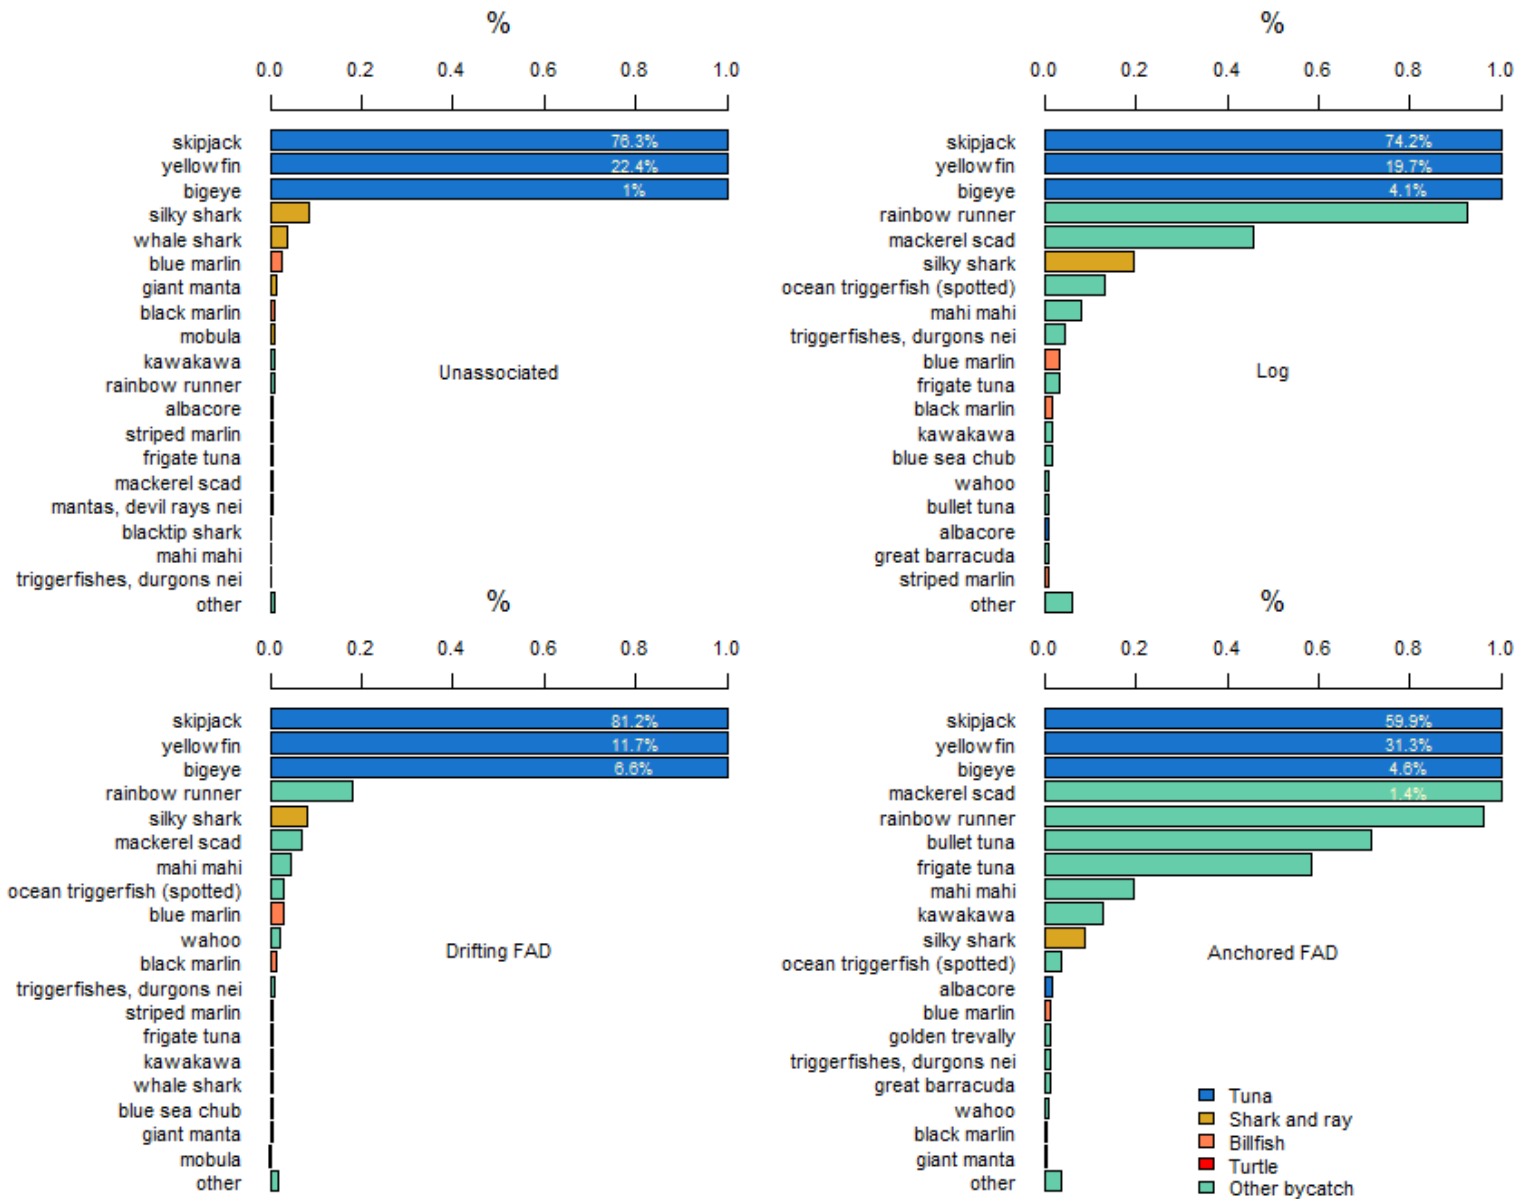 %
0.0 0.2 0.4 0.6 0.8 1.0
skipjack 76.3%
yellowfin 22.4%
bigeye 1%
silky shark
whale shark
blue marlin
giant manta
black marlin
mobula
kawakawa
rainbow runner
albacore
striped marlin
frigate tuna
mackerel scad
mantas, devil rays nei
blacktip shark
mahi mahi
triggerfishes, durgons nei
other
Unassociated
%
0.0 0.2 0.4 0.6 0.8 1.0
skipjack 74.2%
yellowfin 19.7%
bigeye 4.1%
rainbow runner
mackerel scad
silky shark
ocean triggerfish (spotted)
mahi mahi
triggerfishes, durgons nei
blue marlin
frigate tuna
black marlin
kawakawa
blue sea chub
wahoo
bullet tuna
albacore
great barracuda
striped marlin
other
Log
%
0.0 0.2 0.4 0.6 0.8 1.0
skipjack 81.2%
yellowfin 11.7%
bigeye 6.6%
rainbow runner
silky shark
mackerel scad
mahi mahi
ocean triggerfish (spotted)
blue marlin
wahoo
black marlin
triggerfishes, durgons nei
striped marlin
frigate tuna
kawakawa
whale shark
blue sea chub
giant manta
mobula
other
Drifting FAD
%
0.0 0.2 0.4 0.6 0.8 1.0
skipjack 59.9%
yellowfin 31.3%
bigeye 4.6%
mackerel scad 1.4%
rainbow runner
bullet tuna
frigate tuna
mahi mahi
kawakawa
silky shark
ocean triggerfish (spotted)
albacore
blue marlin
golden trevally
triggerfishes, durgons nei
great barracuda
wahoo
black marlin
giant manta
other
Anchored FAD
Tuna
Shark and ray
Billfish
Turtle
Other bycatch